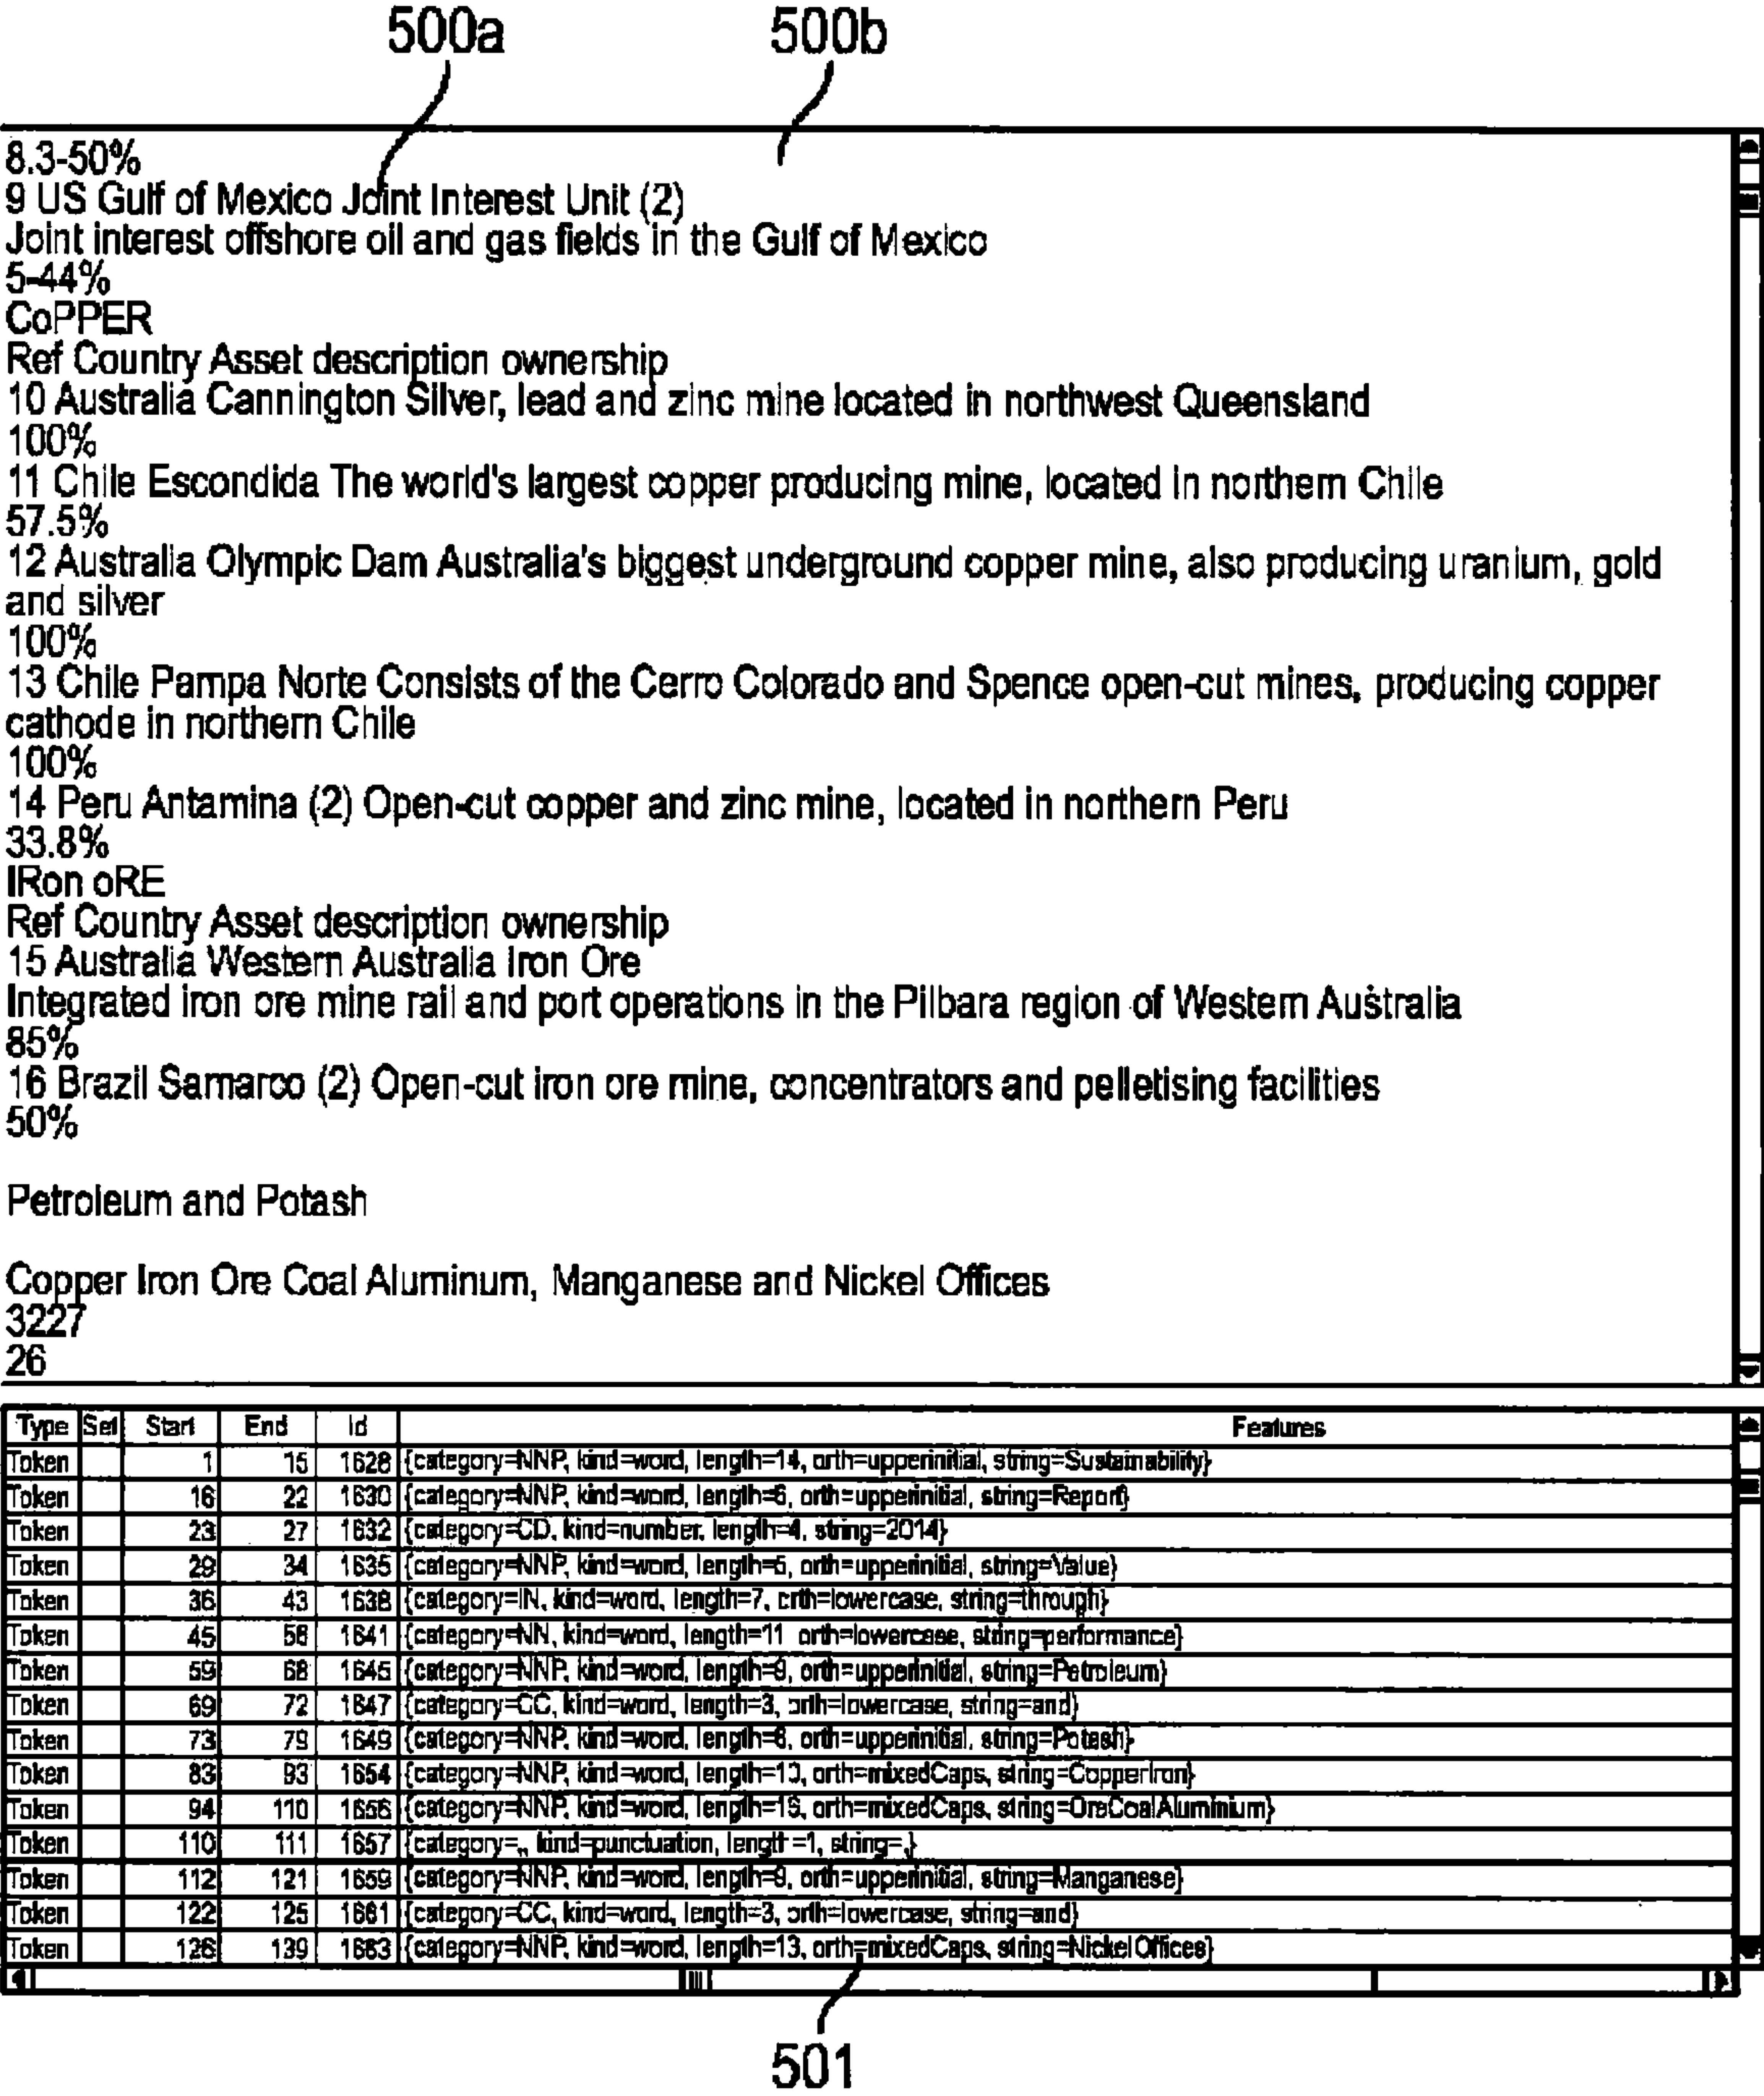 500a 500b
8.3-50%
9 US Gulf of Mexico Joint Interest Unit (2)
Joint interest offshore oil and gas fields in the Gulf of Mexico
5-44%
CoPPER
Ref Country Asset description ownership
10 Australia Cannington Silver, lead and zinc mine located in northwest Queensland
100%
11 Chile Escondida The world's largest copper producing mine, located in northern Chile
57.5%
12 Australia Olympic Dam Australia's biggest underground copper mine, also producing uranium, gold
and silver
100%
13 Chile Pampa Norte Consists of the Cerro Colorado and Spence open-cut mines, producing copper
cathode in northern Chile
100%
14 Peru Antamina (2) Open-cut copper and zinc mine, located in northern Peru
33.8%
IRon oRE
Ref Country Asset description ownership
15 Australia Western Australia Iron Ore
Integrated iron ore mine rail and port operations in the Pilbara region of Western Australia
85%
16 Brazil Samarco (2) Open-cut iron ore mine, concentrators and pelletising facilities
50%
Petroleum and Potash
Copper Iron Ore Coal Aluminum, Manganese and Nickel Offices
3227
26
Type Set Start End Id Features
Token 1 15 1628 {category=NNP, kind=word, length=14, orth=upperinitial, string=Sustainability}
Token 16 22 1630 {category=NNP, kind=word, length=6, orth=upperinitial, string=Report}
Token 23 27 1632 {category=CD, kind=number, length=4, string=2014}
Token 29 34 1635 {category=NNP, kind=word, length=5, orth=upperinitial, string=Value}
Token 36 43 1638 {category=IN, kind=word, length=7, orth=lowercase, string=through}
Token 45 56 1641 {category=NN, kind=word, length=11 orth=lowercase, string=performance}
Token 59 68 1645 {category=NNP, kind=word, length=9, orth=upperinitial, string=Petroleum}
Token 69 72 1647 {category=CC, kind=word, length=3, orth=lowercase, string=and}
Token 73 79 1649 {category=NNP, kind=word, length=6, orth=upperinitial, string=Potash}
Token 83 93 1654 {category=NNP, kind=word, length=10, orth=mixedCaps, string=CopperIron}
Token 94 110 1656 {category=NNP, kind=word, length=16, orth=mixedCaps, string=OreCoalAluminium}
Token 110 111 1657 {category=,, kind=punctuation, length=1, string=,}
Token 112 121 1659 {category=NNP, kind=word, length=9, orth=upperinitial, string=Manganese}
Token 122 125 1661 {category=CC, kind=word, length=3, orth=lowercase, string=and}
Token 126 139 1663 {category=NNP, kind=word, length=13, orth=mixedCaps, string=NickelOffices}
501